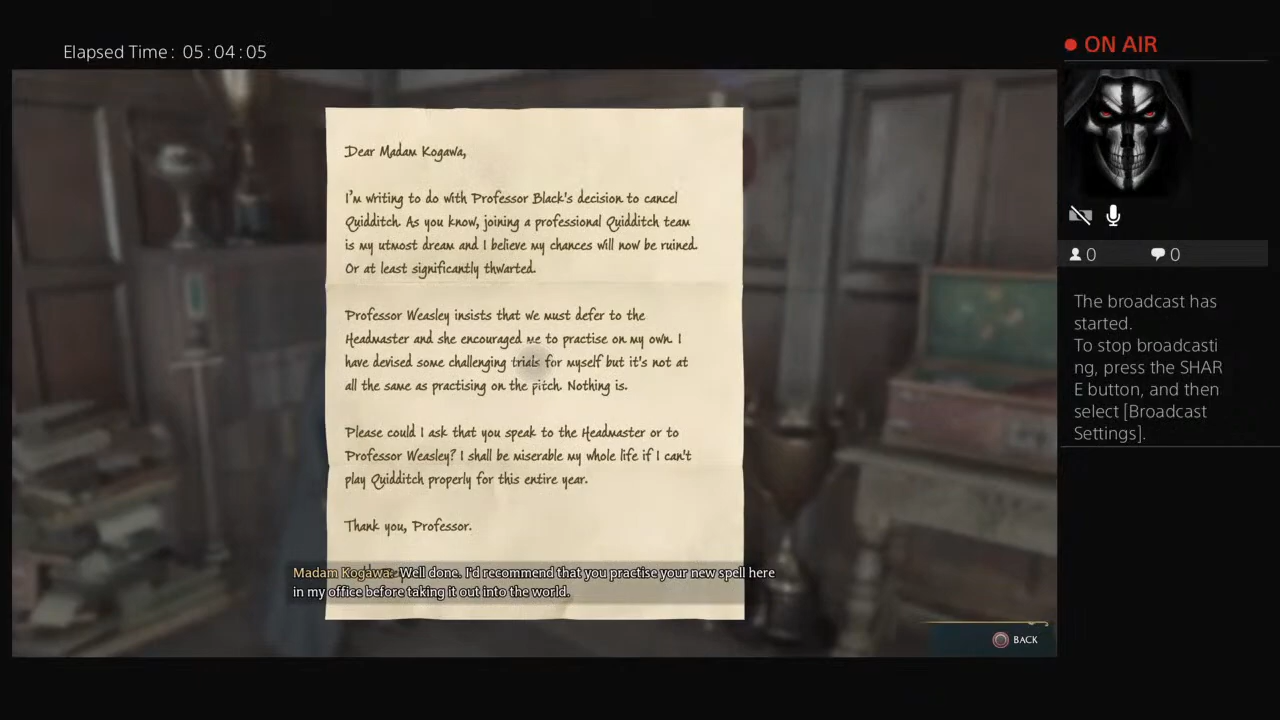 Elapsed Time: 05:04:05
ON AIR
Dear Madam Kogawa,
I'm writing to do with Professor Black's decision to cancel
Quidditch. As you know, joining a professional Quidditch team
is my utmost dream and I believe my chances will now be ruined.
Or at least significantly thwarted.
Professor Weasley insists that we must defer to the
Headmaster and she encouraged me to practise on my own. I
have devised some challenging trials for myself but it's not at
all the same as practising on the pitch. Nothing is.
Please could I ask that you speak to the Headmaster or to
Professor Weasley? I shall be miserable my whole life if I can't
play Quidditch properly for this entire year.
Thank you, Professor.
Madam Kogawa: Well done. I'd recommend that you practise your new spell here
in my office before taking it out into the world.
BACK
0
0
The broadcast has
started.
To stop broadcasti
ng, press the SHAR
E button, and then
select [Broadcast
Settings].